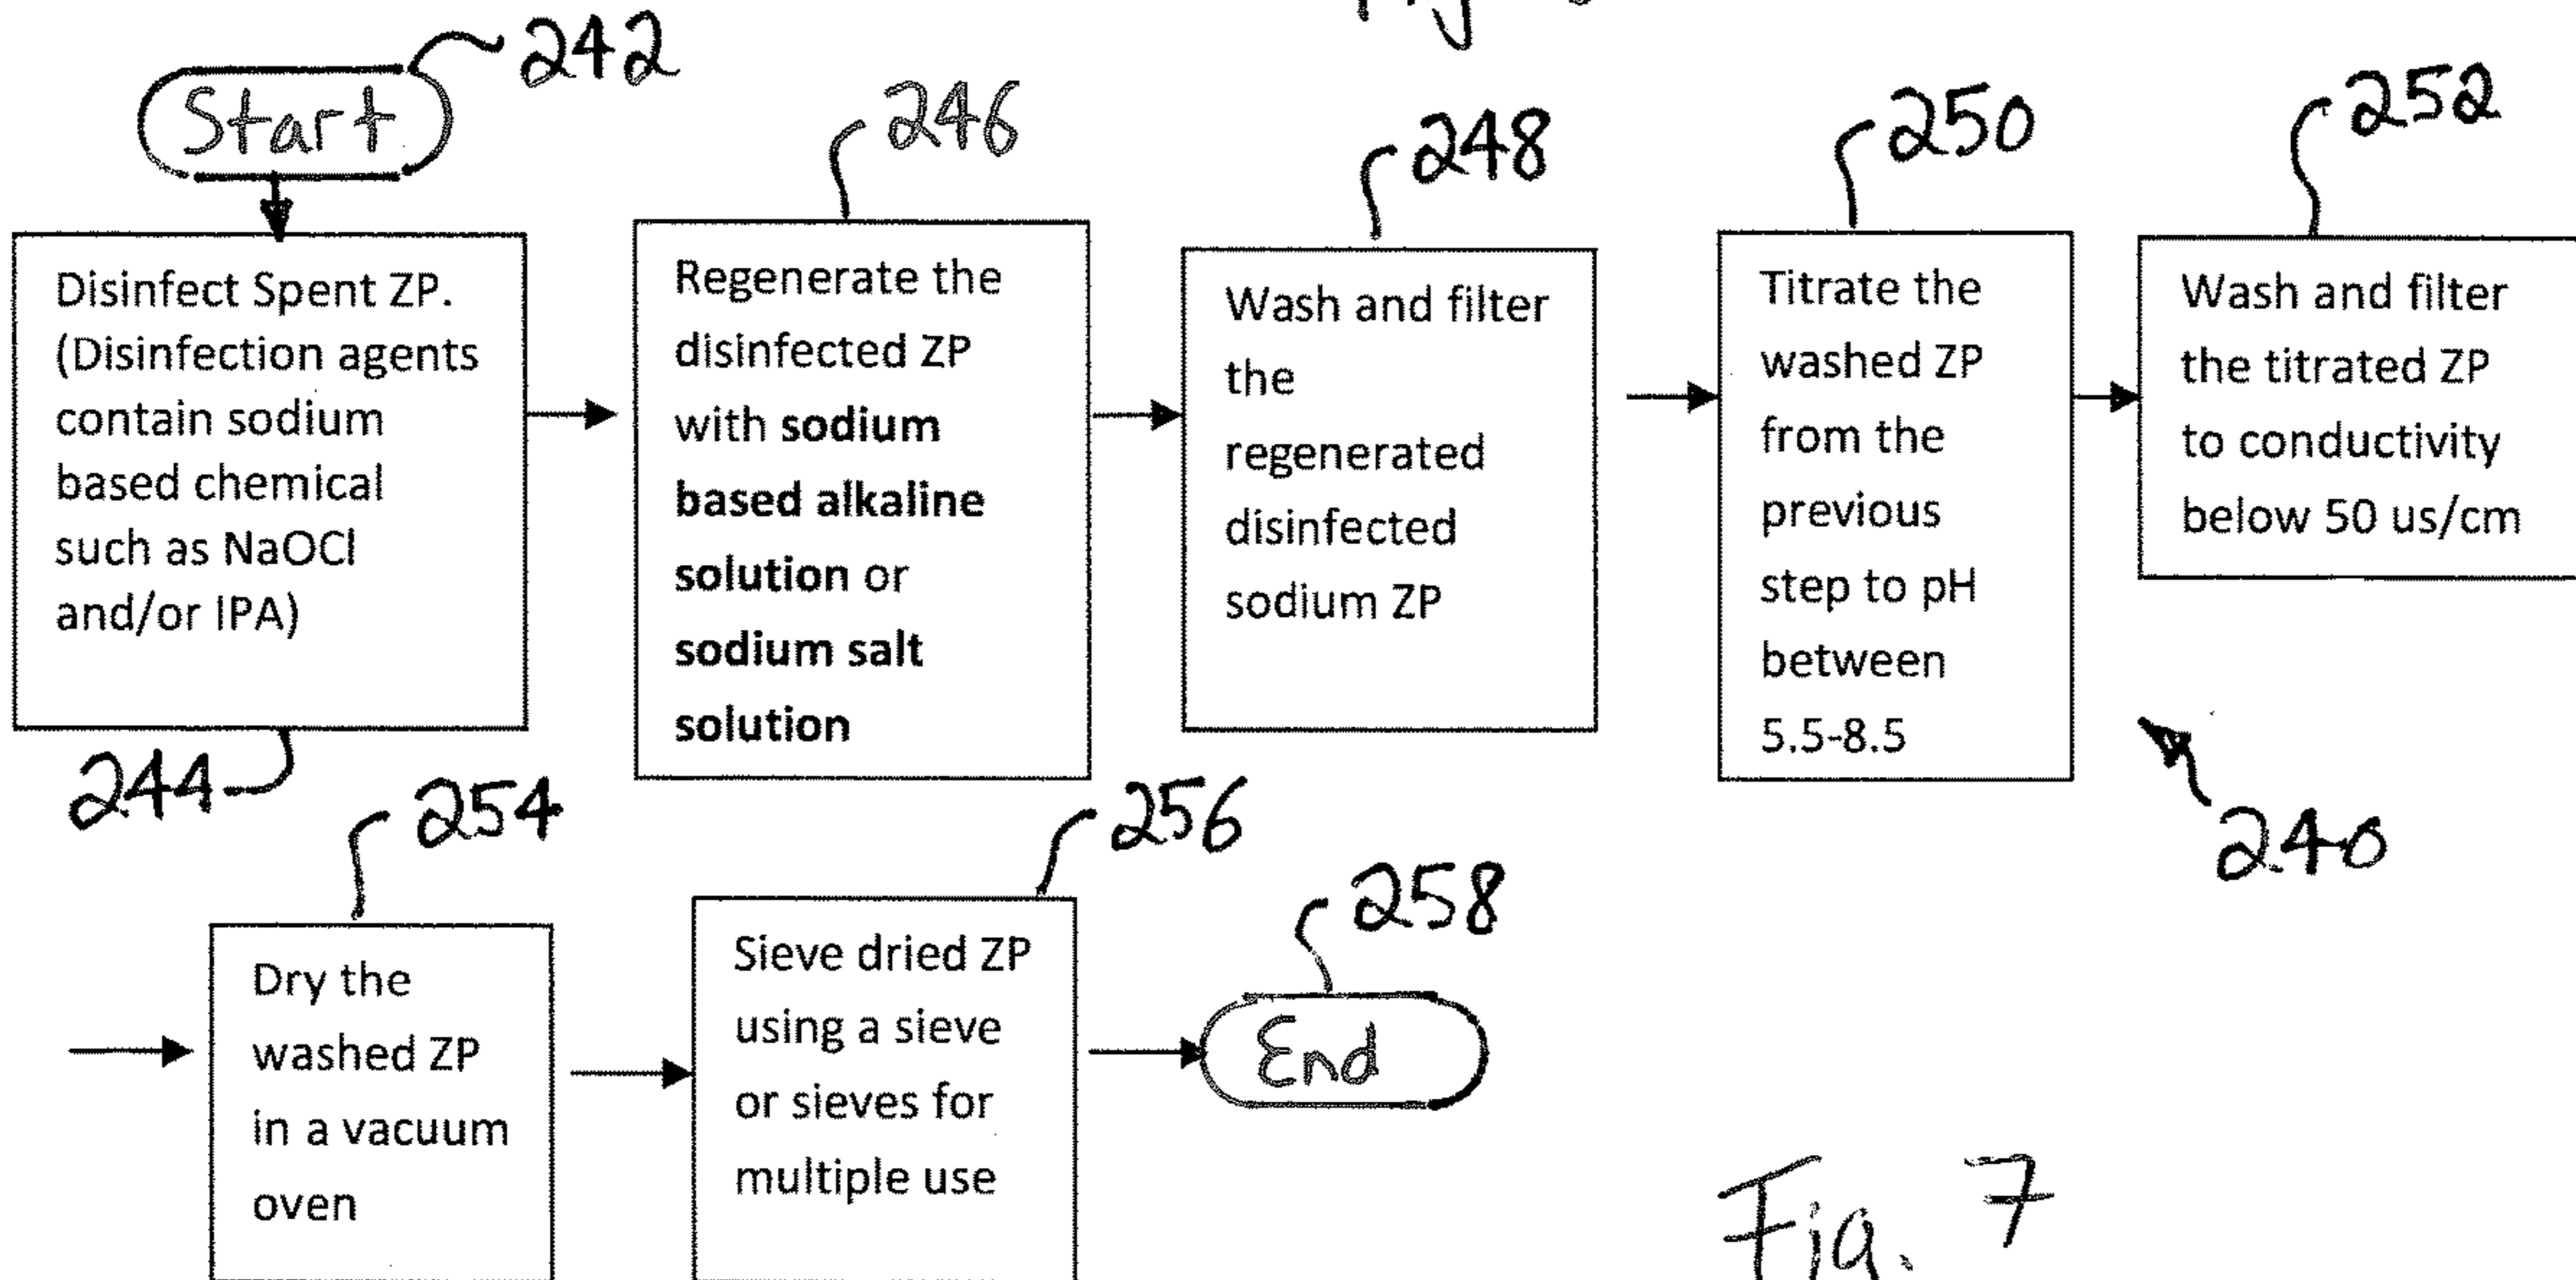 242
Start
246
248
250
252
Disinfect Spent ZP.
(Disinfection agents
contain sodium
based chemical
such as NaOCl
and/or IPA)
244
Regenerate the
disinfected ZP
with sodium
based alkaline
solution or
sodium salt
solution
Wash and filter
the
regenerated
disinfected
sodium ZP
Titrate the
washed ZP
from the
previous
step to pH
between
5.5-8.5
Wash and filter
the titrated ZP
to conductivity
below 50 us/cm
240
254
Dry the
washed ZP
in a vacuum
oven
256
Sieve dried ZP
using a sieve
or sieves for
multiple use
258
End
Fig. 7